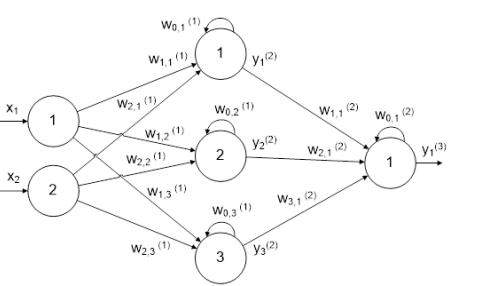 w0,1 (1)
w1,1 (1)
1
y1(2)
x1
w2,1 (1)
1
w1,2 (1)
w0,2 (1)
w1,1 (2)
w0,1 (2)
2
y2(2)
w2,1 (2)
1
y1(3)
x2
w2,2 (1)
2
w1,3 (1)
w0,3 (1)
w3,1 (2)
w2,3 (1)
3
y3(2)